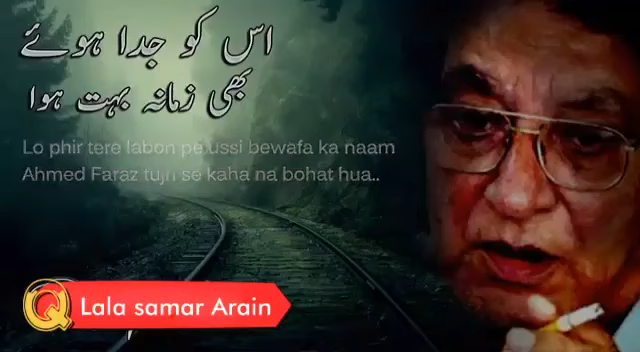 اس کو جدا ہوئے
بھی زمانہ بہت ہوا
Lo phir tere labon pe ussi bewafa ka naam
Ahmed Faraz tujh se kaha na bohat hua..
Q Lala samar Arain